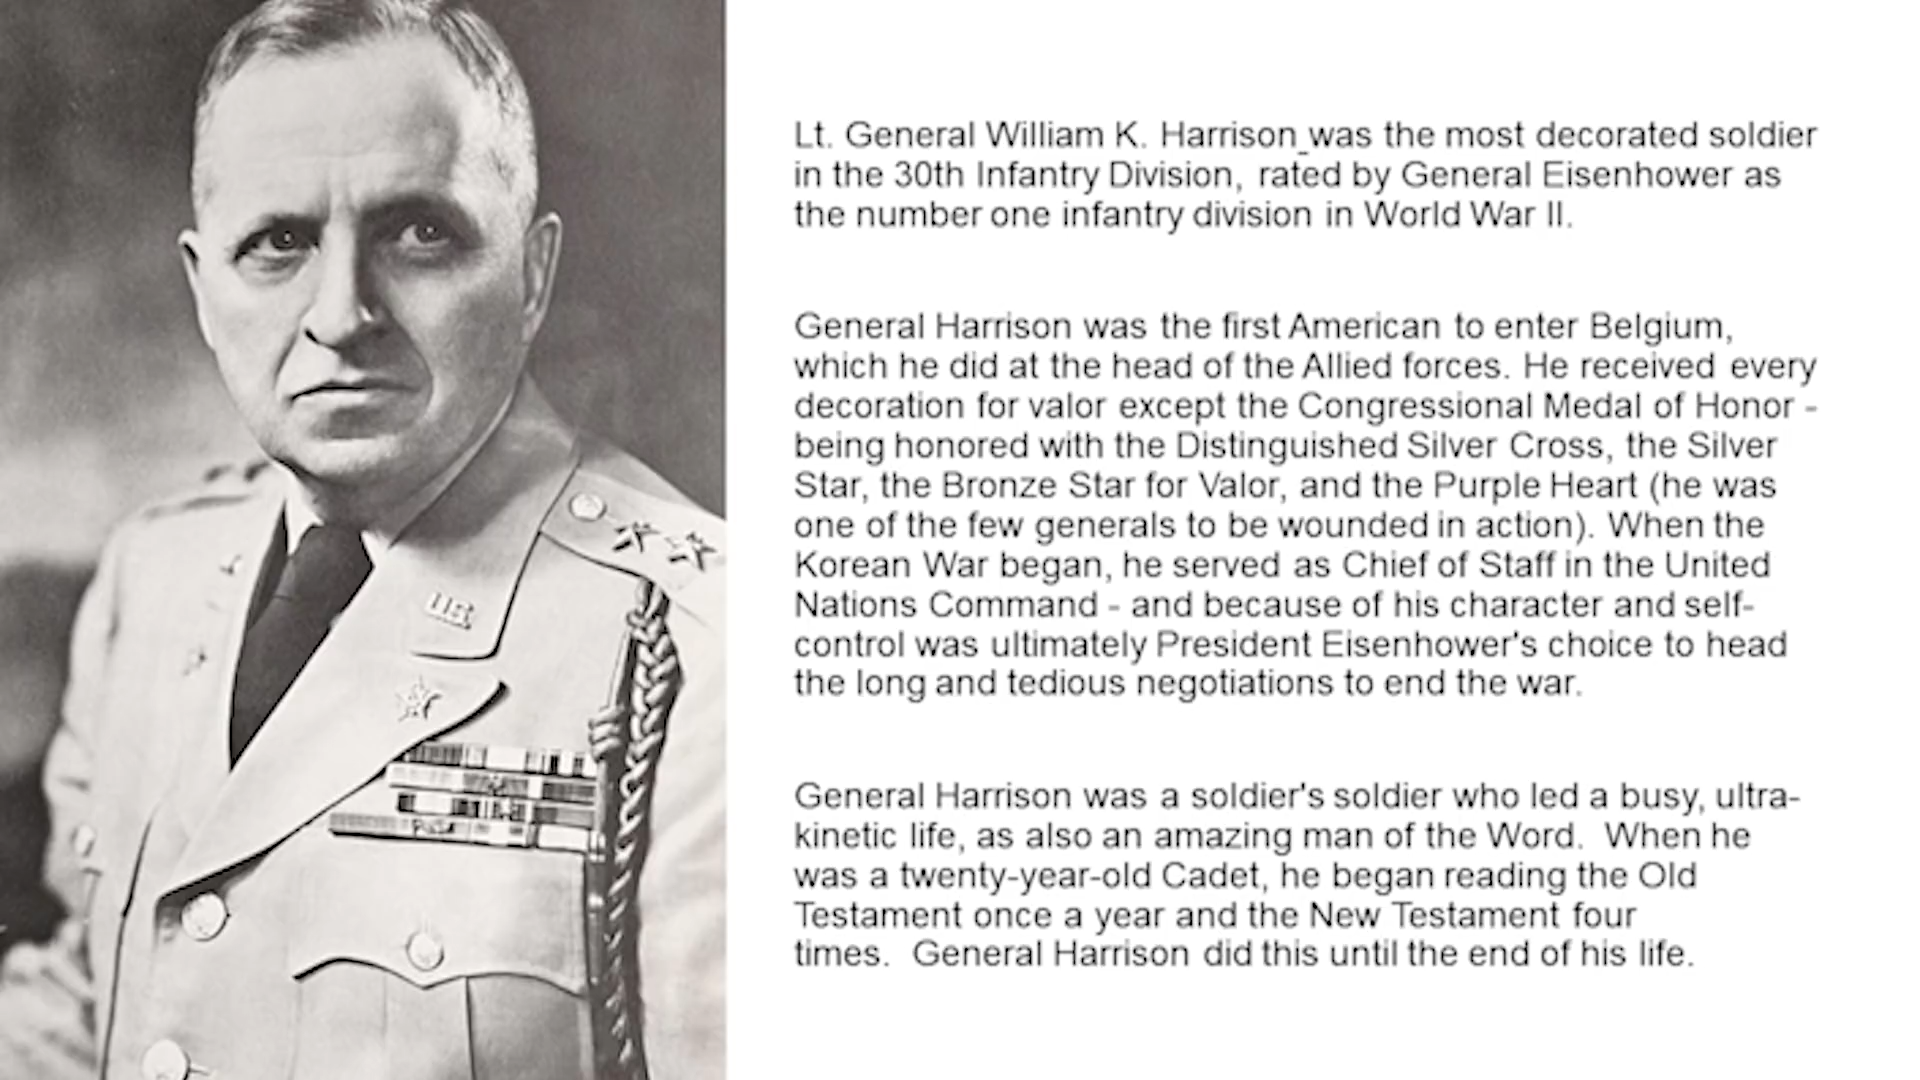 Lt. General William K. Harrison was the most decorated soldier
in the 30th Infantry Division, rated by General Eisenhower as
the number one infantry division in World War II.
General Harrison was the first American to enter Belgium,
which he did at the head of the Allied forces. He received every
decoration for valor except the Congressional Medal of Honor -
being honored with the Distinguished Silver Cross, the Silver
Star, the Bronze Star for Valor, and the Purple Heart (he was
one of the few generals to be wounded in action). When the
Korean War began, he served as Chief of Staff in the United
Nations Command - and because of his character and self-
control was ultimately President Eisenhower's choice to head
the long and tedious negotiations to end the war.
General Harrison was a soldier's soldier who led a busy, ultra-
kinetic life, as also an amazing man of the Word.  When he
was a twenty-year-old Cadet, he began reading the Old
Testament once a year and the New Testament four
times.  General Harrison did this until the end of his life.
US